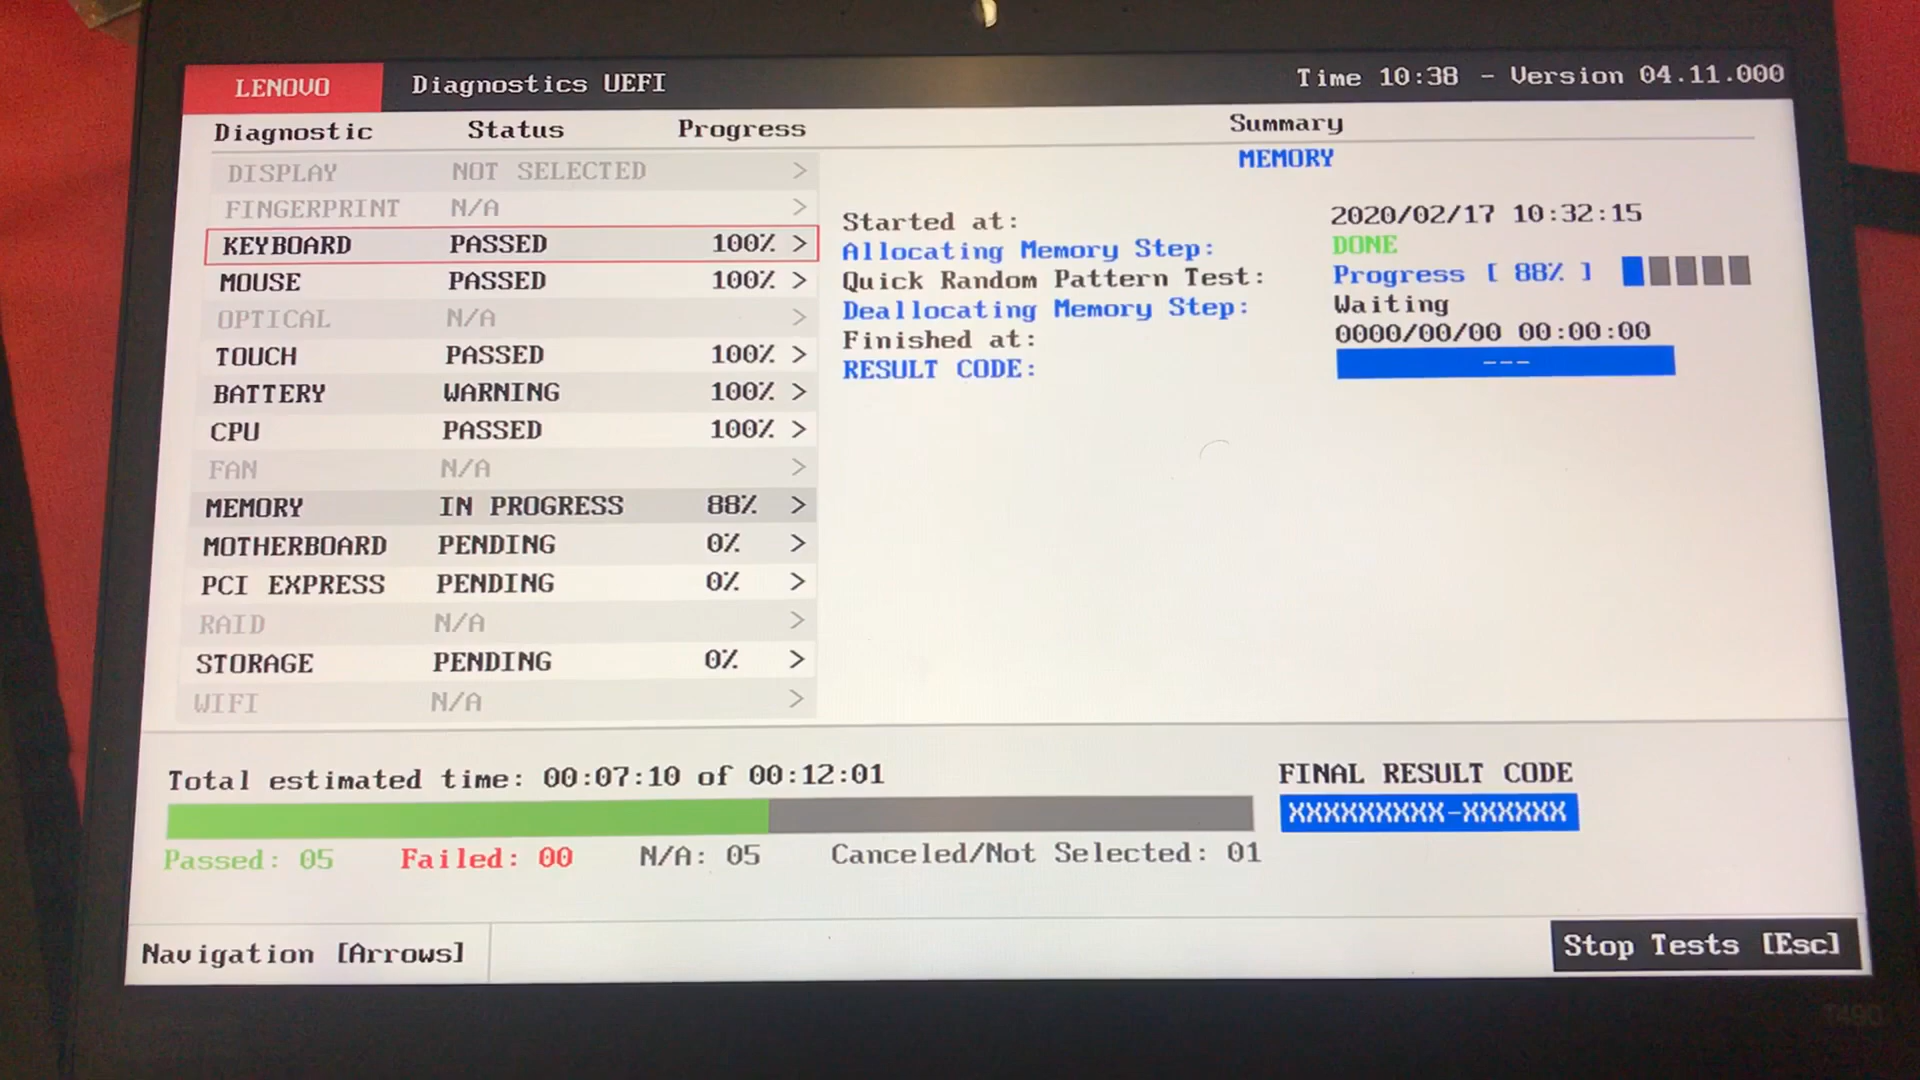 LENOVO Diagnostics UEFI Time 10:38 - Version 04.11.000
Diagnostic Status Progress Summary
MEMORY
DISPLAY NOT SELECTED >
FINGERPRINT N/A >
KEYBOARD PASSED 100% >
MOUSE PASSED 100% >
OPTICAL N/A >
TOUCH PASSED 100% >
BATTERY WARNING 100% >
CPU PASSED 100% >
FAN N/A >
MEMORY IN PROGRESS 88% >
MOTHERBOARD PENDING 0% >
PCI EXPRESS PENDING 0% >
RAID N/A >
STORAGE PENDING 0% >
WIFI N/A >
Started at: 2020/02/17 10:32:15
Allocating Memory Step: DONE
Quick Random Pattern Test: Progress [ 88% ]
Deallocating Memory Step: Waiting
Finished at: 0000/00/00 00:00:00
RESULT CODE: ---
Total estimated time: 00:07:10 of 00:12:01
FINAL RESULT CODE
XXXXXXXXX-XXXXXX
Passed: 05 Failed: 00 N/A: 05 Canceled/Not Selected: 01
Navigation [Arrows] Stop Tests [Esc]
T490